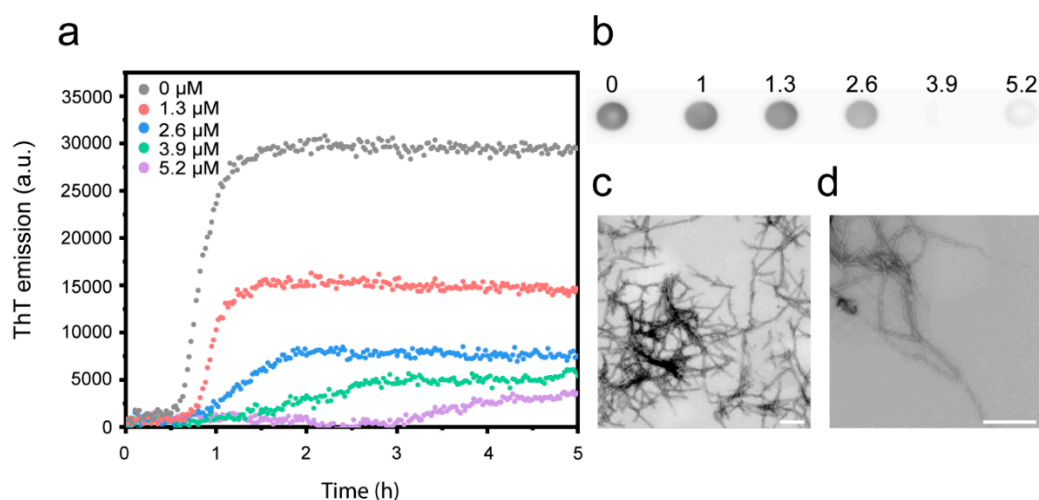 a
35000
30000
25000
20000
15000
10000
5000
0
ThT emission (a.u.)
0 µM
1.3 µM
2.6 µM
3.9 µM
5.2 µM
0 1 2 3 4 5
Time (h)
b
0 1 1.3 2.6 3.9 5.2
c
d